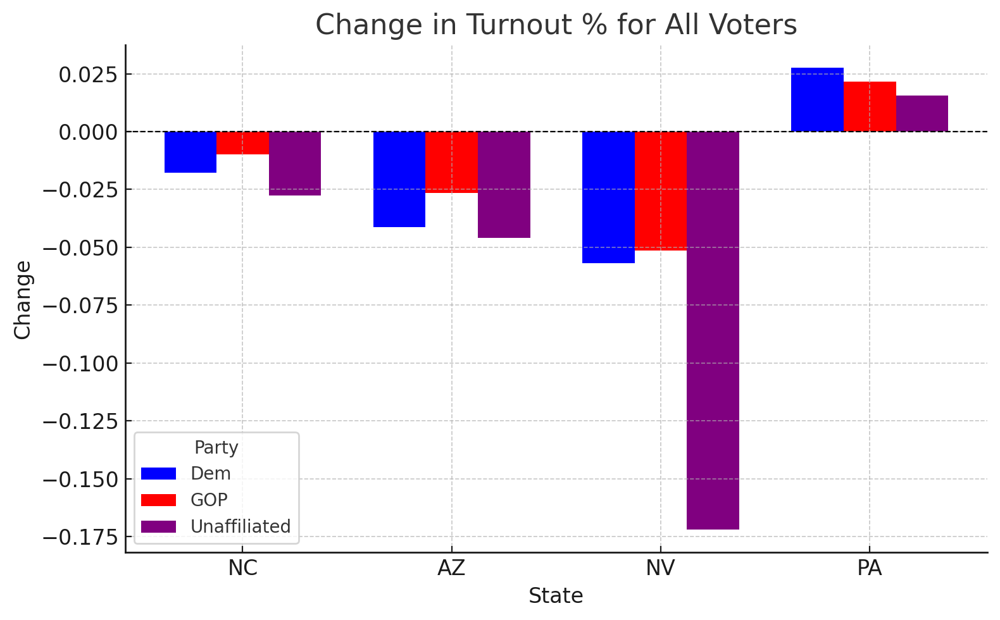 Change in Turnout % for All Voters
0.025
0.000
−0.025
−0.050
−0.075
−0.100
−0.125
−0.150
−0.175
Change
Party
Dem
GOP
Unaffiliated
NC AZ NV PA
State